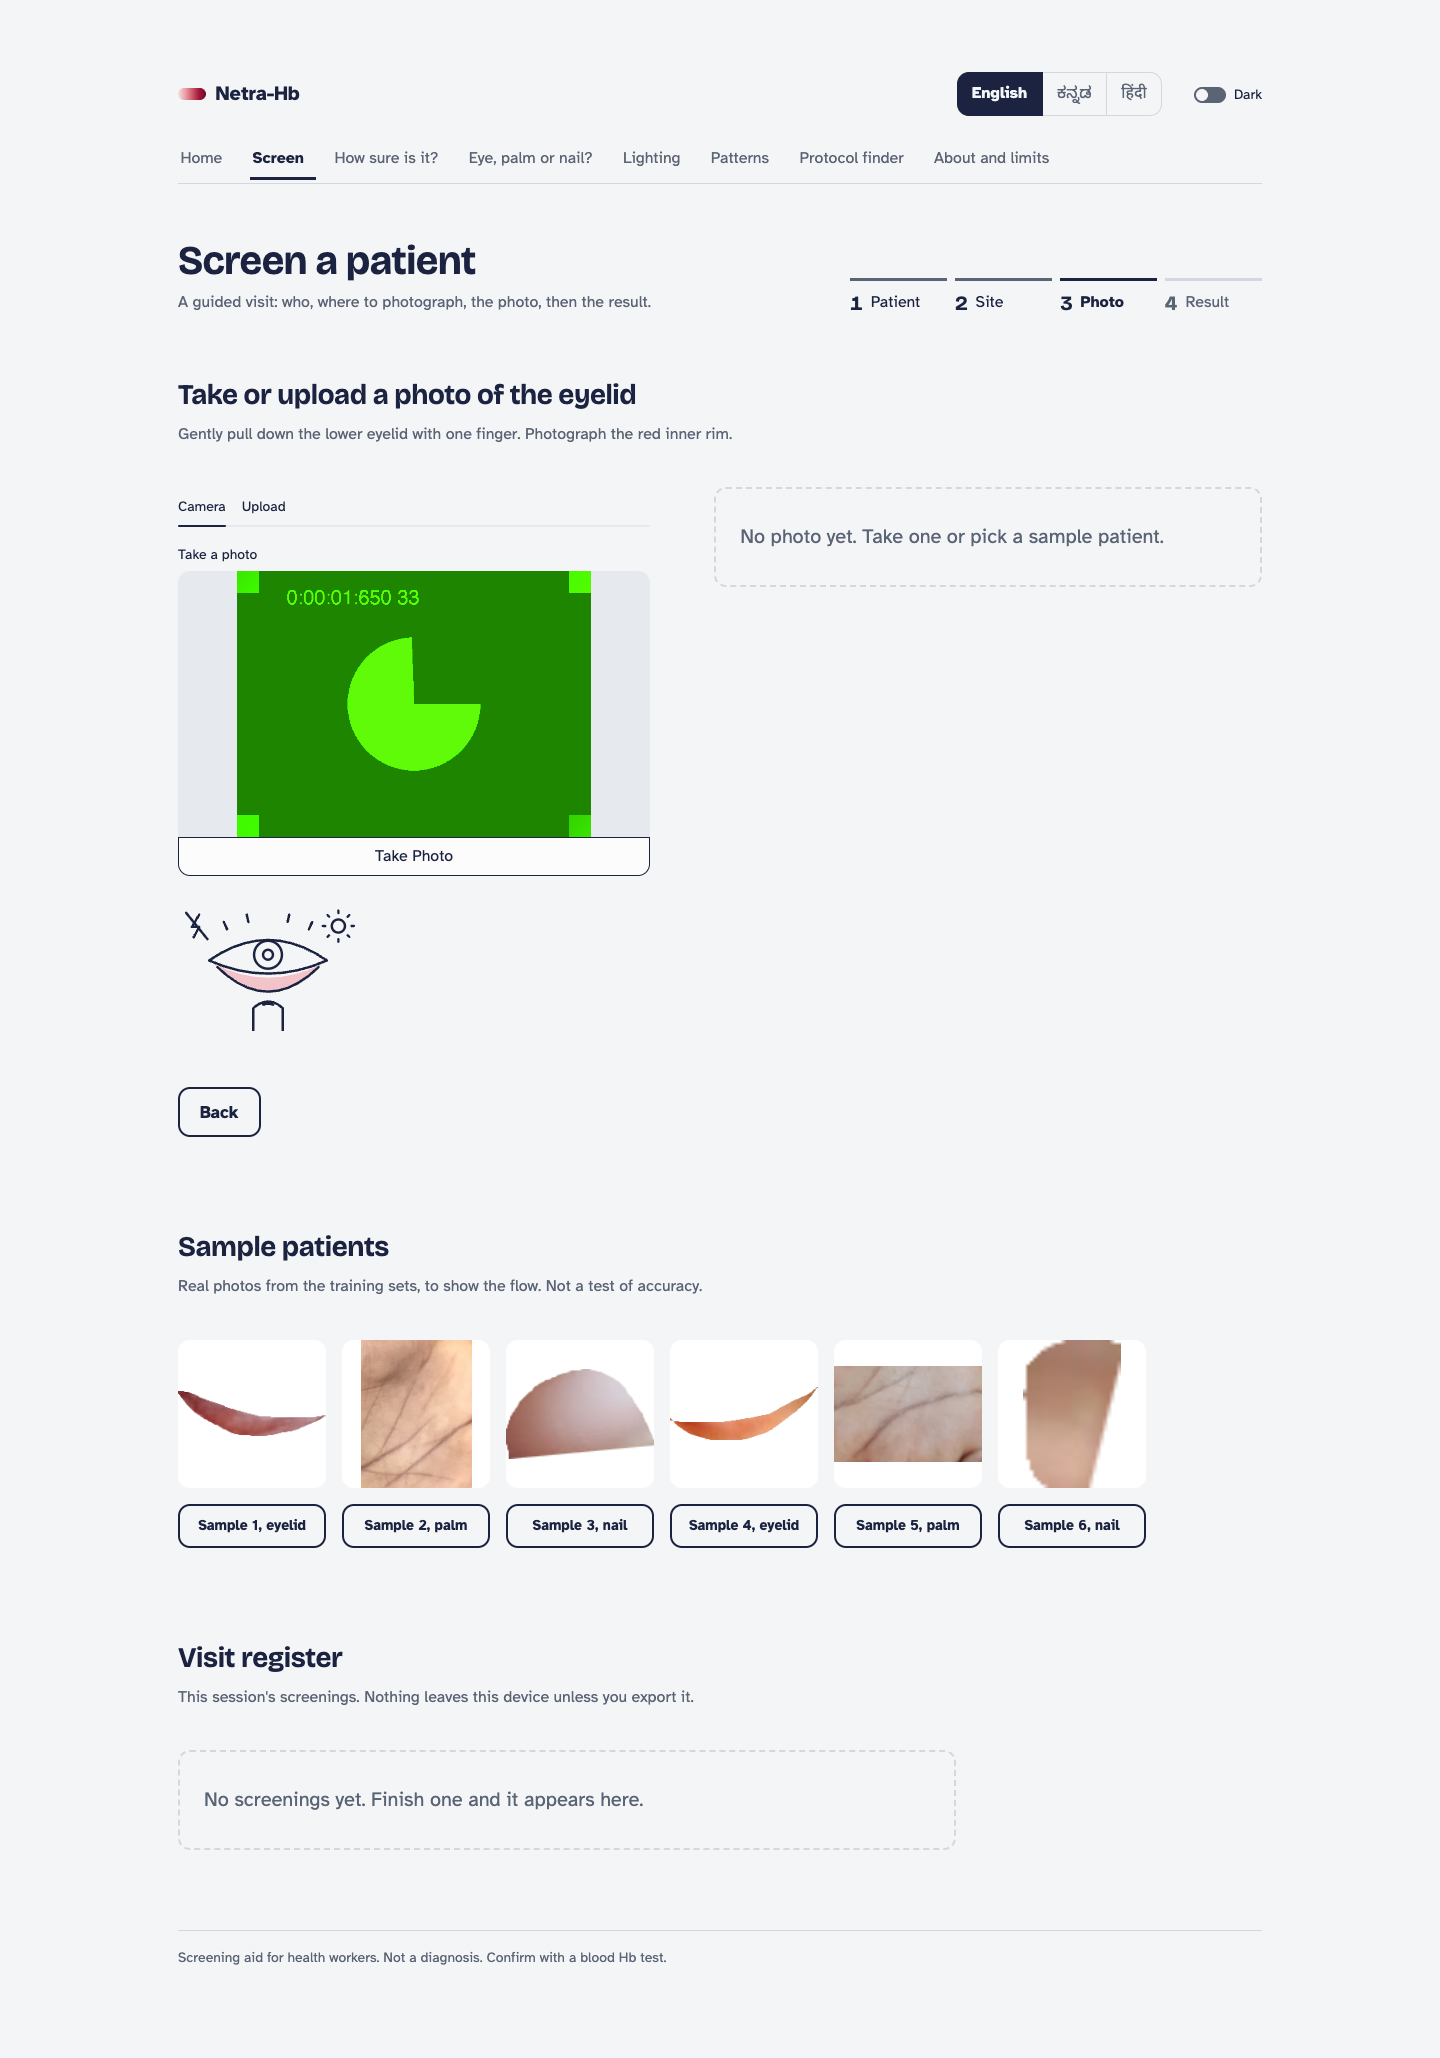 Netra-Hb
English ಕನ್ನಡ हिंदी Dark
Home Screen How sure is it? Eye, palm or nail? Lighting Patterns Protocol finder About and limits
Screen a patient
A guided visit: who, where to photograph, the photo, then the result.
1 Patient 2 Site 3 Photo 4 Result
Take or upload a photo of the eyelid
Gently pull down the lower eyelid with one finger. Photograph the red inner rim.
Camera Upload
Take a photo
0:00:01:650 33
Take Photo
No photo yet. Take one or pick a sample patient.
Back
Sample patients
Real photos from the training sets, to show the flow. Not a test of accuracy.
Sample 1, eyelid Sample 2, palm Sample 3, nail Sample 4, eyelid Sample 5, palm Sample 6, nail
Visit register
This session's screenings. Nothing leaves this device unless you export it.
No screenings yet. Finish one and it appears here.
Screening aid for health workers. Not a diagnosis. Confirm with a blood Hb test.